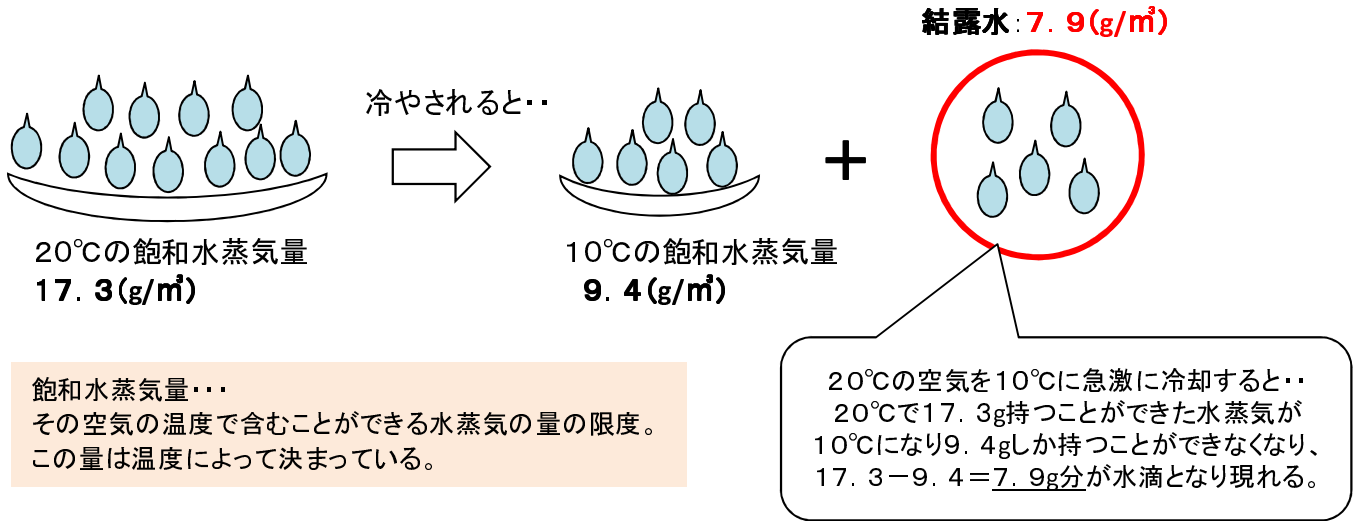 結露水:7.9(g/㎥)
冷やされると・・
+
20℃の飽和水蒸気量
17.3(g/㎥)
10℃の飽和水蒸気量
9.4(g/㎥)
飽和水蒸気量・・・
その空気の温度で含むことができる水蒸気の量の限度。
この量は温度によって決まっている。
20℃の空気を10℃に急激に冷却すると・・
20℃で17.3g持つことができた水蒸気が
10℃になり9.4gしか持つことができなくなり、
17.3-9.4=7.9g分が水滴となり現れる。